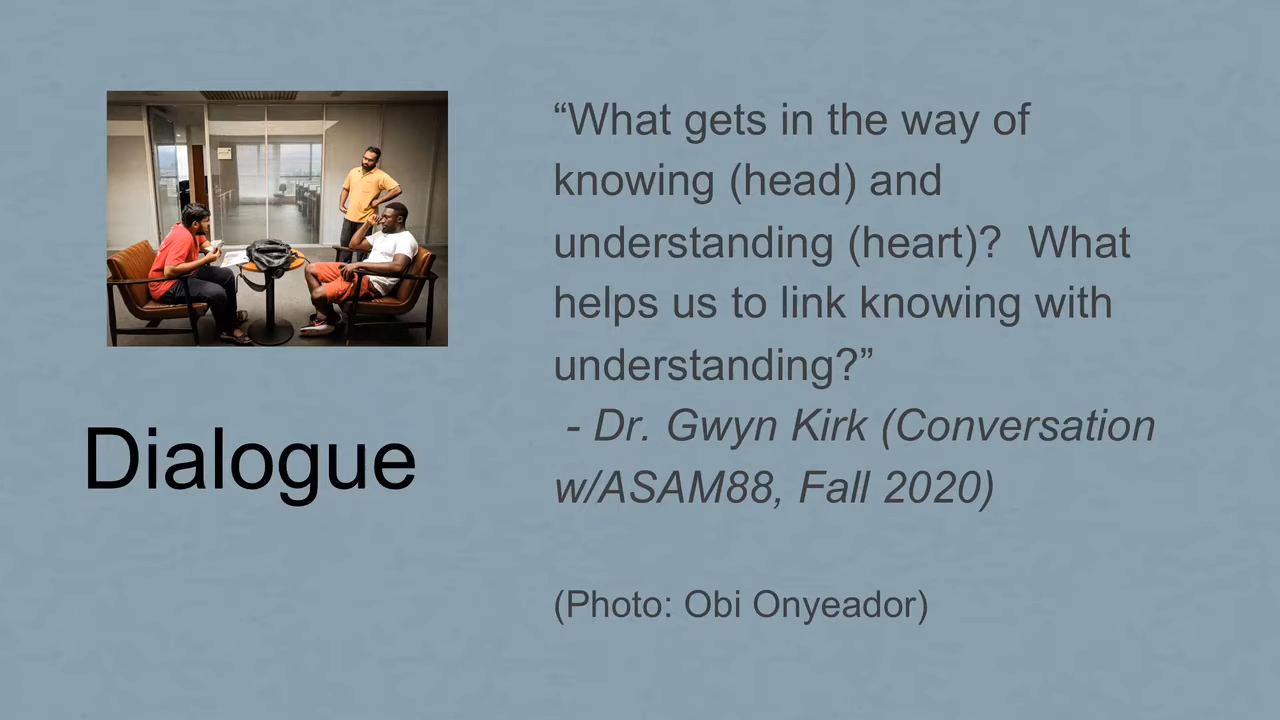 Dialogue
“What gets in the way of
knowing (head) and
understanding (heart)?  What
helps us to link knowing with
understanding?”
- Dr. Gwyn Kirk (Conversation
w/ASAM88, Fall 2020)
(Photo: Obi Onyeador)